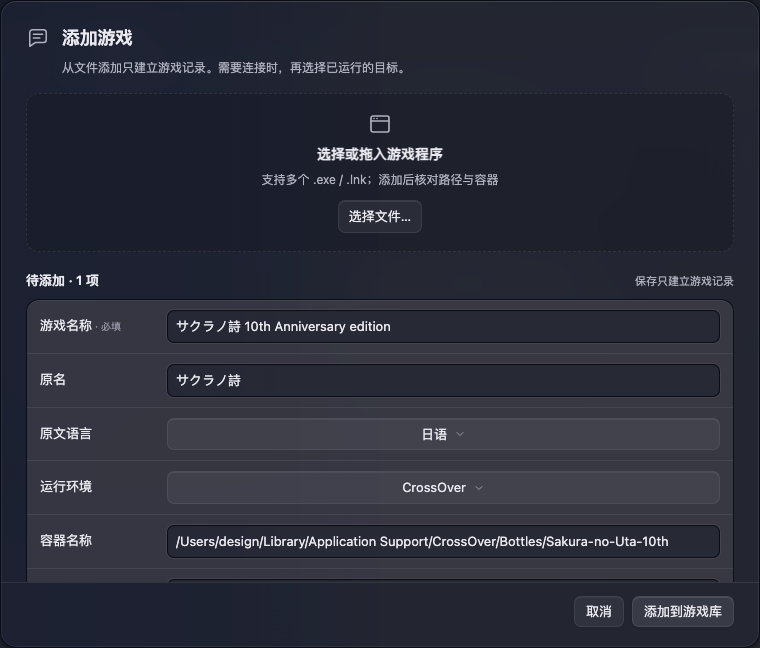 添加游戏
从文件添加只建立游戏记录。需要连接时，再选择已运行的目标。
选择或拖入游戏程序
支持多个 .exe / .lnk；添加后核对路径与容器
选择文件...
待添加 · 1 项
保存只建立游戏记录
游戏名称 · 必填
サクラノ詩 10th Anniversary edition
原名
サクラノ詩
原文语言
日语
运行环境
CrossOver
容器名称
/Users/design/Library/Application Support/CrossOver/Bottles/Sakura-no-Uta-10th
取消
添加到游戏库